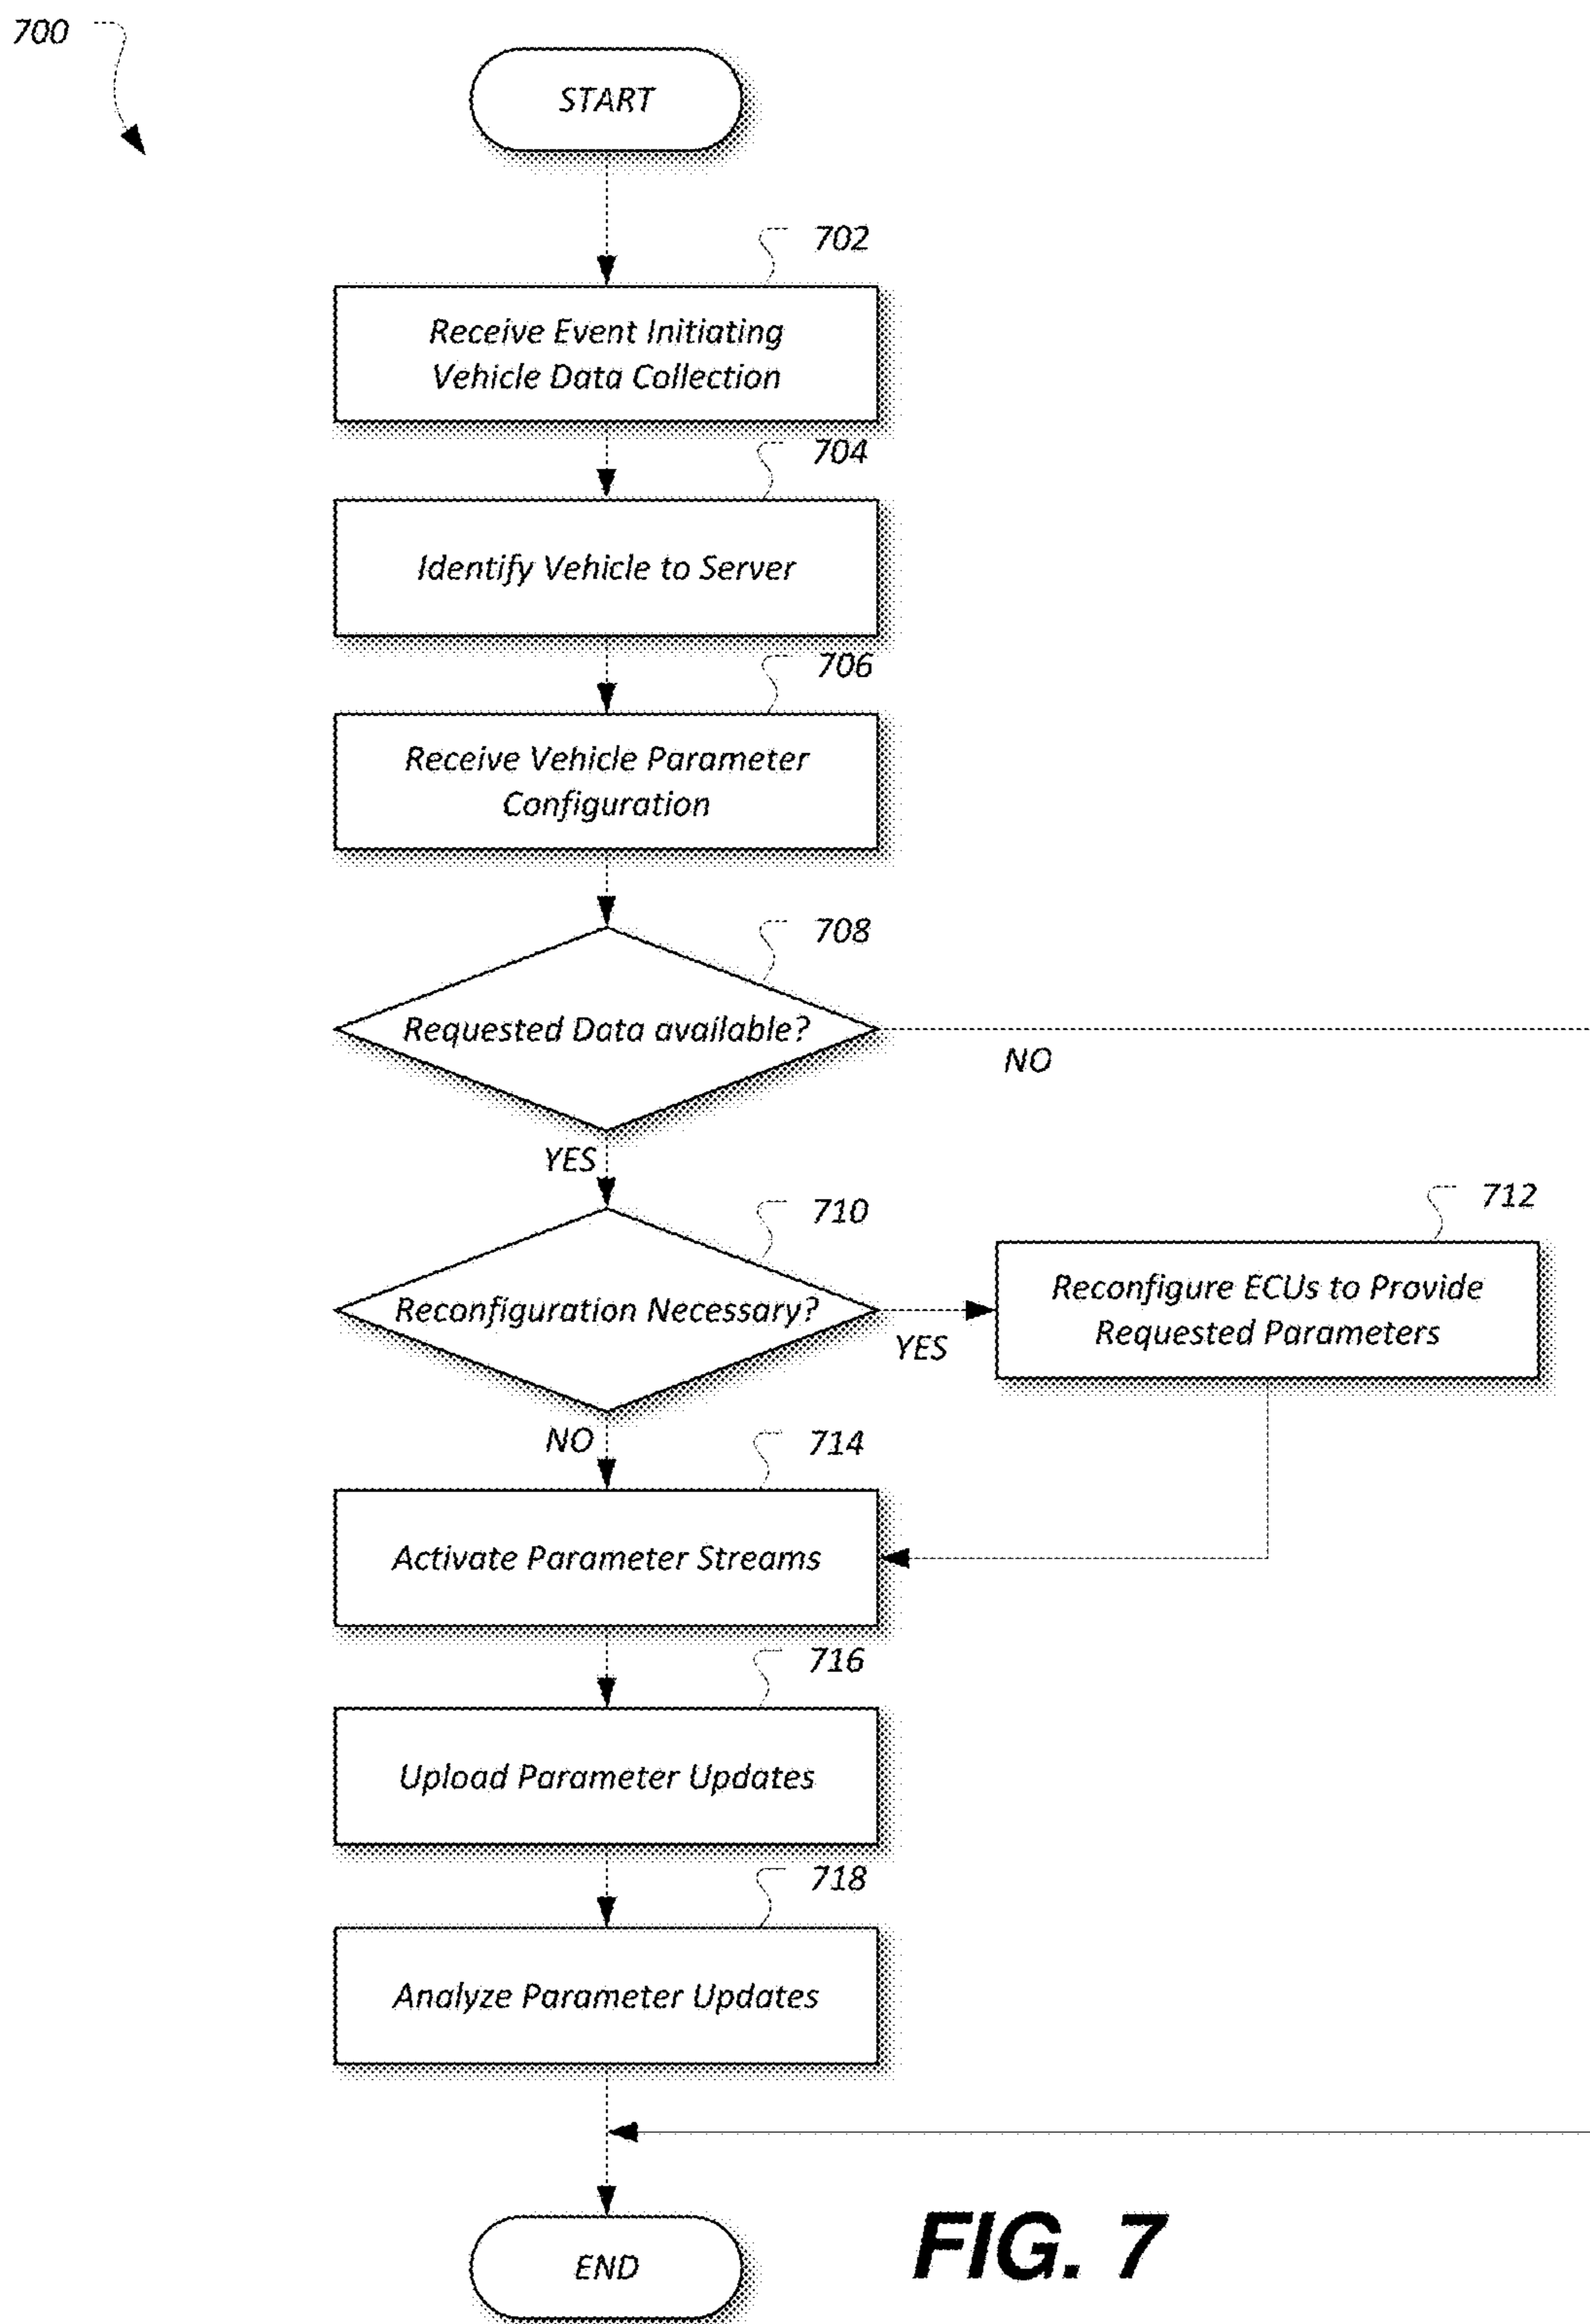 700
START
702
Receive Event Initiating
Vehicle Data Collection
704
Identify Vehicle to Server
706
Receive Vehicle Parameter
Configuration
708
Requested Data available?
NO
YES
710
Reconfiguration Necessary?
YES
712
Reconfigure ECUs to Provide
Requested Parameters
NO
714
Activate Parameter Streams
716
Upload Parameter Updates
718
Analyze Parameter Updates
END
FIG. 7